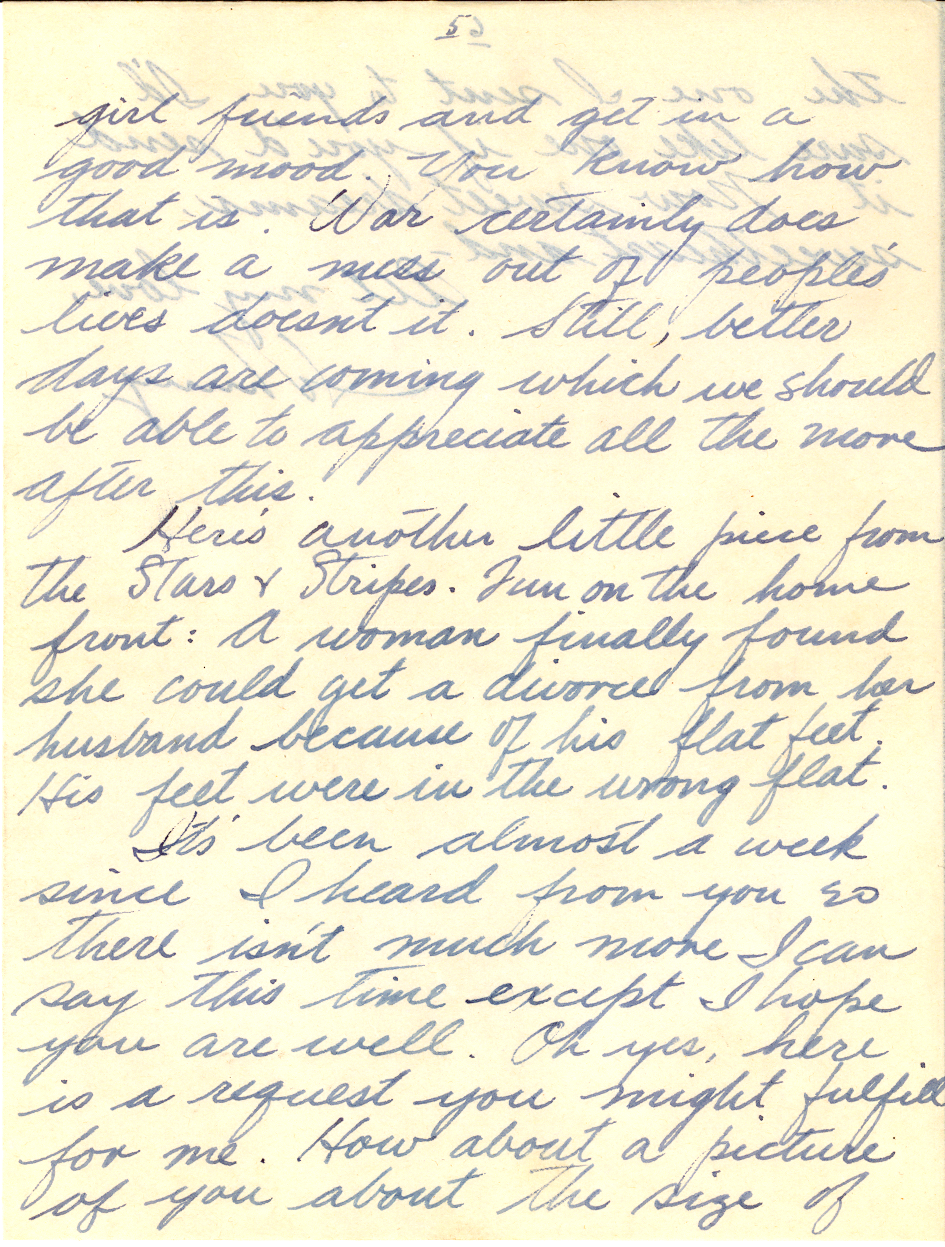 5
girl friends and get in a
good mood. You know how
that is. War certainly does
make a mess out of people's
lives doesn't it. Still, better
days are coming which we should
be able to appreciate all the more
after this.
Here's another little piece from
the Stars & Stripes. Fun on the home
front: A woman finally found
she could get a divorce from her
husband because of his flat feet.
His feet were in the wrong flat.
It's been almost a week
since I heard from you so
there isn't much more I can
say this time except I hope
you are well. Oh yes, here
is a request you might fulfill
for me. How about a picture
of you about the size of